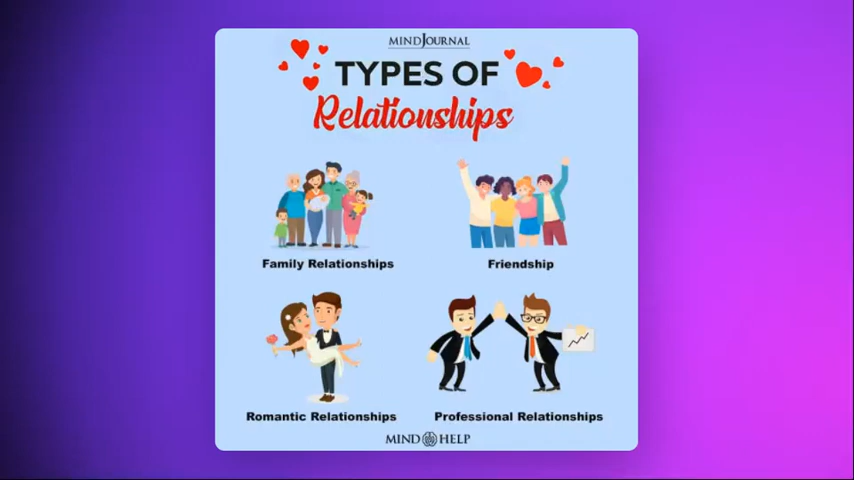 MINDJOURNAL
TYPES OF
Relationships
Family Relationships
Friendship
Romantic Relationships
Professional Relationships
MIND HELP